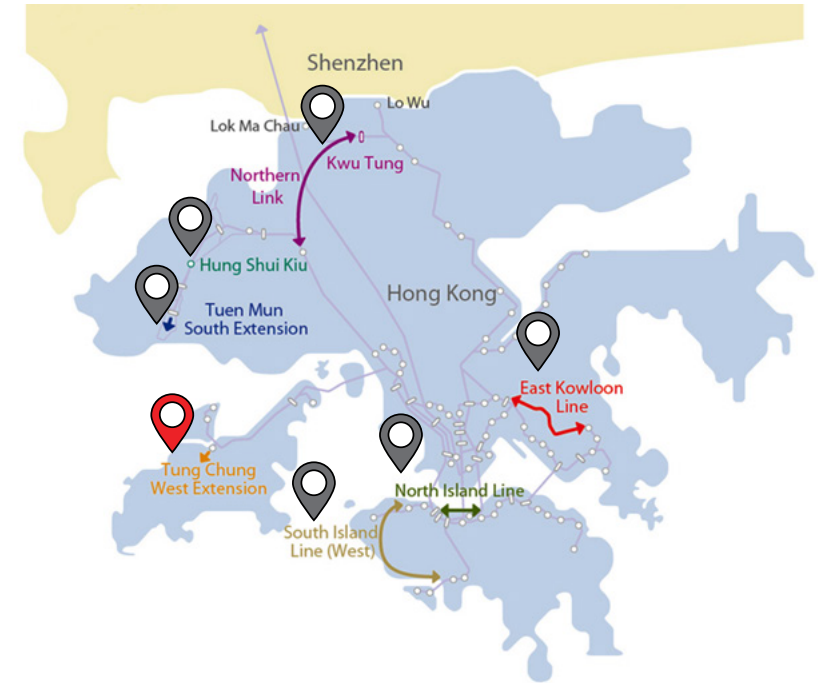 Shenzhen
Lo Wu
Lok Ma Chau
Kwu Tung
Northern
Link
Hung Shui Kiu
Hong Kong
Tuen Mun
South Extension
East Kowloon
Line
Tung Chung
West Extension
North Island Line
South Island
Line (West)